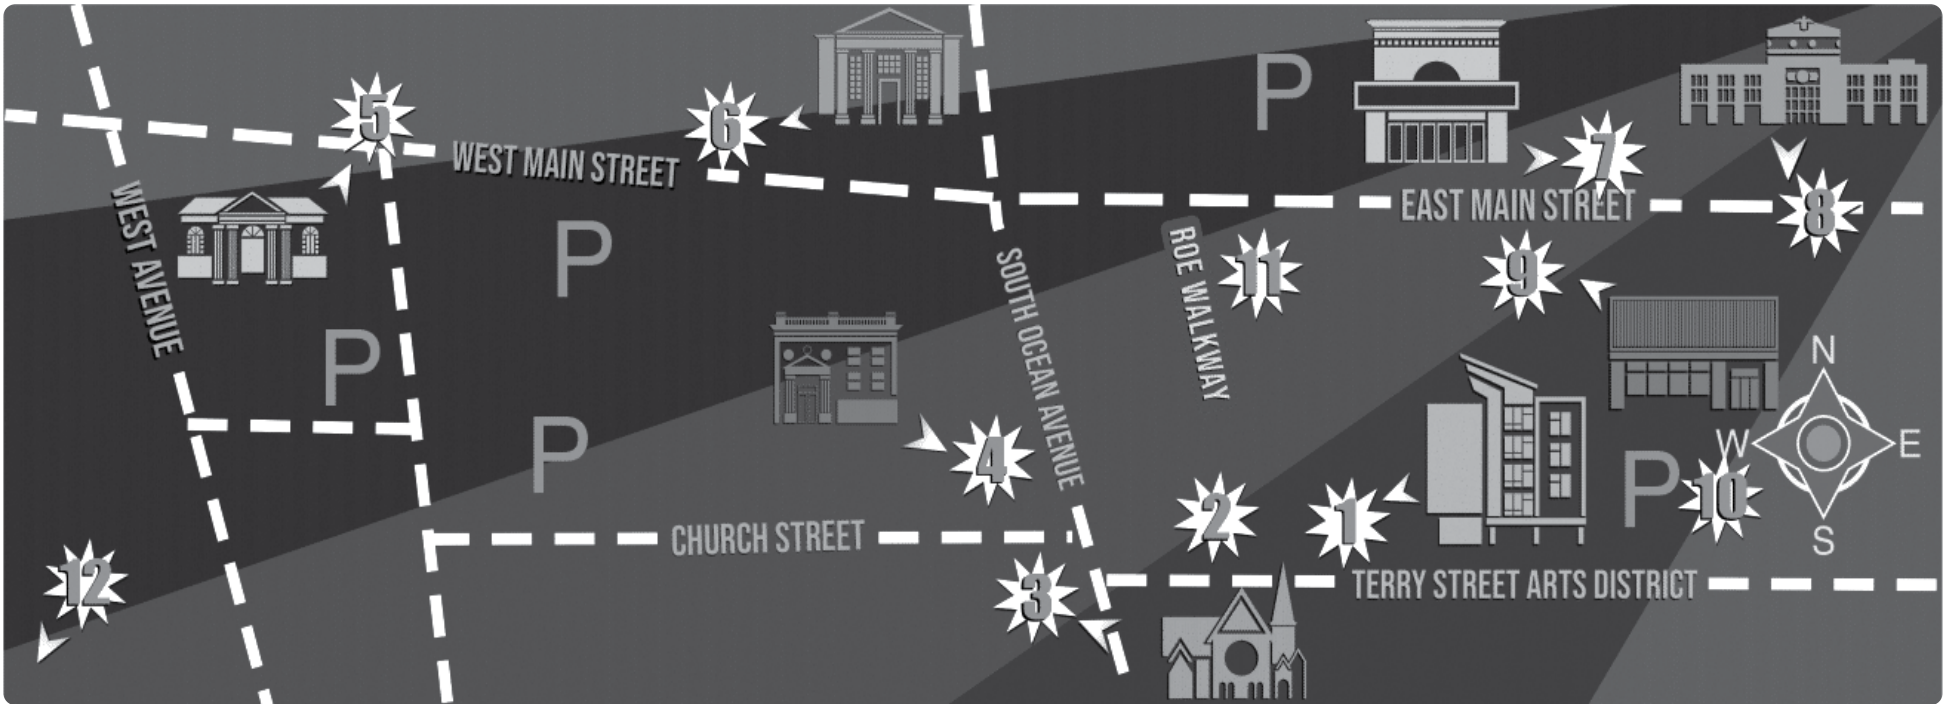 P
5
6
7
WEST MAIN STREET
EAST MAIN STREET
8
WEST AVENUE
P
ROE WALKWAY
11
9
SOUTH OCEAN AVENUE
P
N
W
E
S
P
4
P
10
2
1
CHURCH STREET
12
3
TERRY STREET ARTS DISTRICT